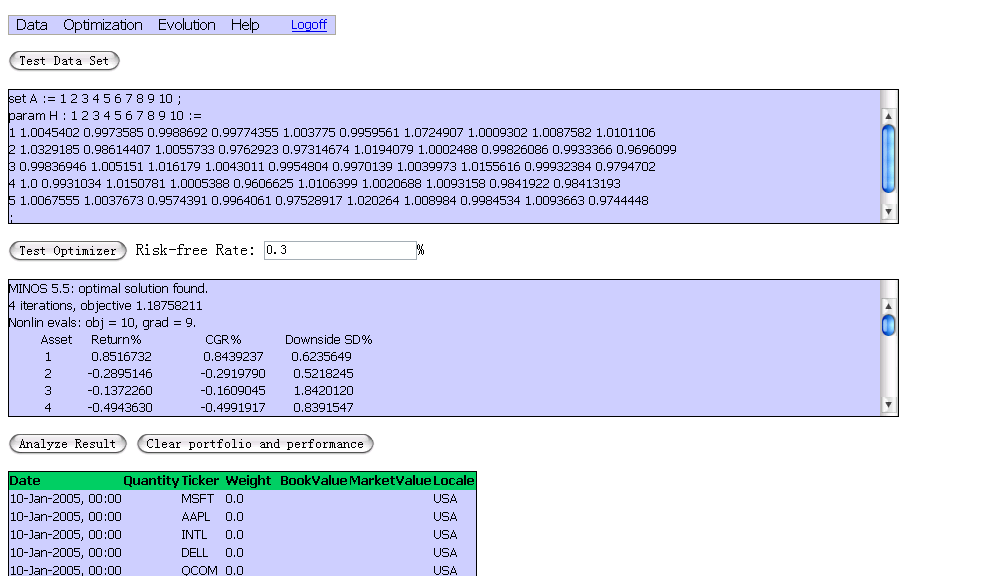 Data Optimization Evolution Help Logoff
Test Data Set
set A := 1 2 3 4 5 6 7 8 9 10 ;
param H : 1 2 3 4 5 6 7 8 9 10 :=
1 1.0045402 0.9973585 0.9988692 0.99774355 1.003775 0.9959561 1.0724907 1.0009302 1.0087582 1.0101106
2 1.0329185 0.98614407 1.0055733 0.9762923 0.97314674 1.0194079 1.0002488 0.99826086 0.9933366 0.9696099
3 0.99836946 1.005151 1.016179 1.0043011 0.9954804 0.9970139 1.0039973 1.0155616 0.99932384 0.9794702
4 1.0 0.9931034 1.0150781 1.0005388 0.9606625 1.0106399 1.0020688 1.0093158 0.9841922 0.98413193
5 1.0067555 1.0037673 0.9574391 0.9964061 0.97528917 1.020264 1.008984 0.9984534 1.0093663 0.9744448
;
Test Optimizer Risk-free Rate: 0.3 %
MINOS 5.5: optimal solution found.
4 iterations, objective 1.18758211
Nonlin evals: obj = 10, grad = 9.
Asset Return% CGR% Downside SD%
1 0.8516732 0.8439237 0.6235649
2 -0.2895146 -0.2919790 0.5218245
3 -0.1372260 -0.1609045 1.8420120
4 -0.4943630 -0.4991917 0.8391547
Analyze Result Clear portfolio and performance
Date Quantity Ticker Weight BookValue MarketValue Locale
10-Jan-2005, 00:00 MSFT 0.0 USA
10-Jan-2005, 00:00 AAPL 0.0 USA
10-Jan-2005, 00:00 INTL 0.0 USA
10-Jan-2005, 00:00 DELL 0.0 USA
10-Jan-2005, 00:00 QCOM 0.0 USA